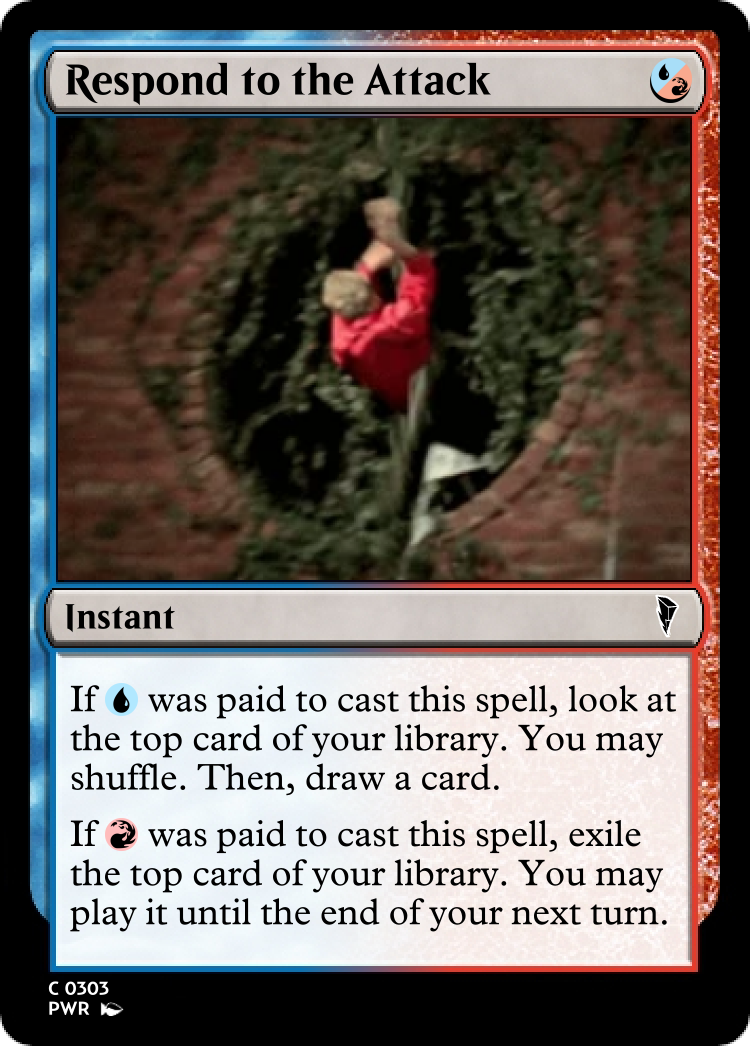 Respond to the Attack
Instant
If was paid to cast this spell, look at
the top card of your library. You may
shuffle. Then, draw a card.
If was paid to cast this spell, exile
the top card of your library. You may
play it until the end of your next turn.
C 0303
PWR